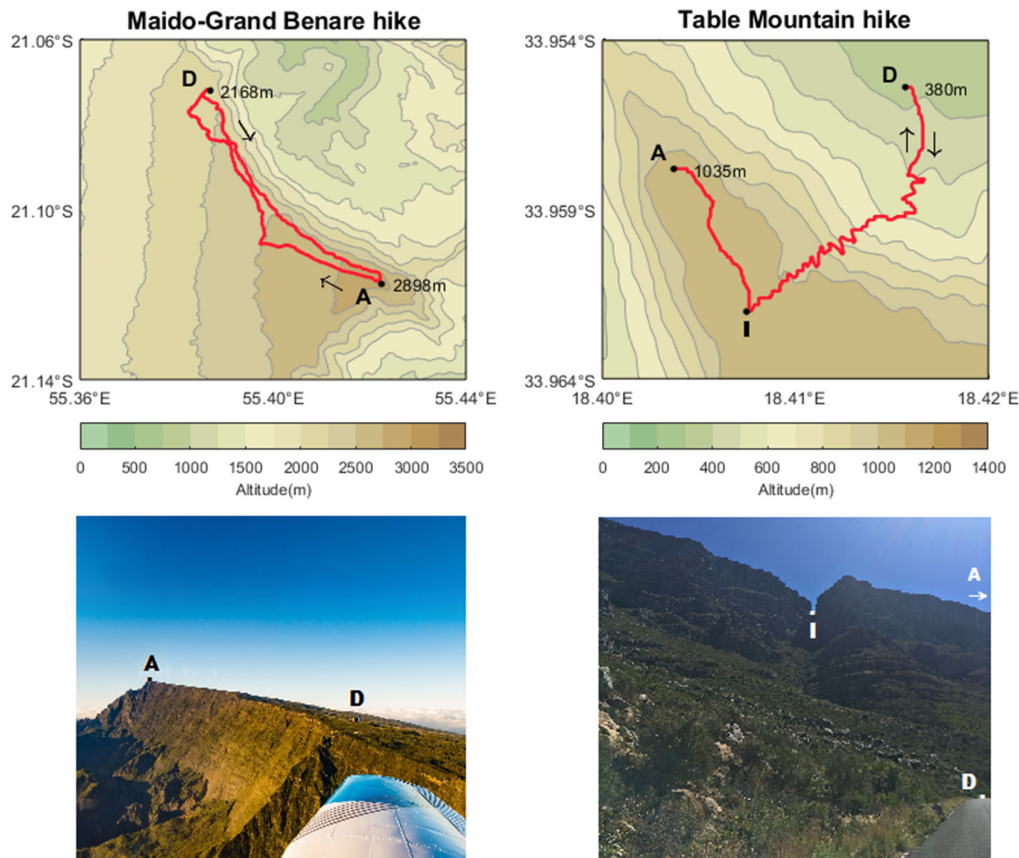 Maido-Grand Benare hike
21.06°S
D
2168m
21.10°S
2898m
A
21.14°S
55.36°E 55.40°E 55.44°E
0 500 1000 1500 2000 2500 3000 3500
Altitude(m)
Table Mountain hike
33.954°S
D
380m
A
1035m
33.959°S
I
33.964°S
18.40°E 18.41°E 18.42°E
0 200 400 600 800 1000 1200 1400
Altitude(m)
A
D
A
I
D